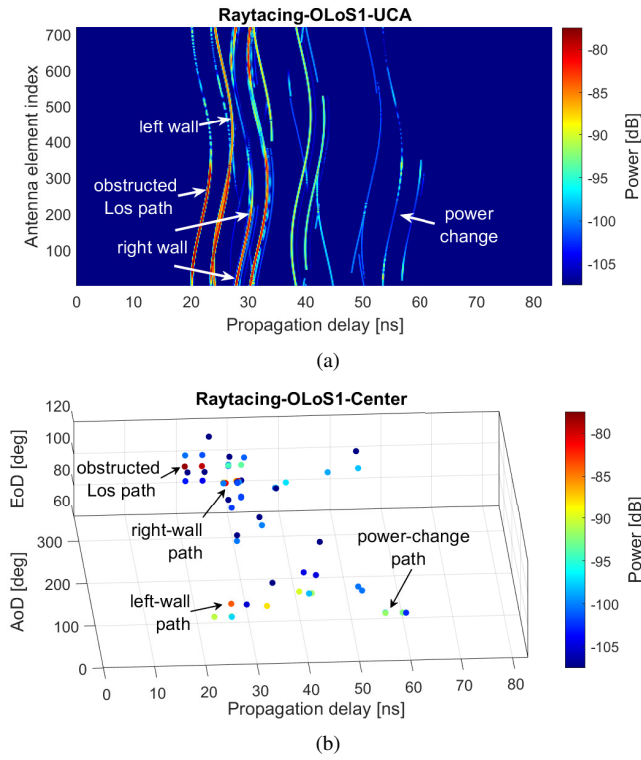 Raytacing-OLoS1-UCA
Antenna element index
700
600
500
400
300
200
100
left wall
obstructed
Los path
right wall
power
change
0
10
20
30
40
50
60
70
80
Propagation delay [ns]
-80
-85
-90
-95
-100
-105
Power [dB]
(a)
Raytacing-OLoS1-Center
EoD [deg]
120
100
80
60
obstructed
Los path
right-wall
path
AoD [deg]
300
200
100
0
power-change
path
left-wall
path
0
10
20
30
40
50
60
70
80
Propagation delay [ns]
-80
-85
-90
-95
-100
-105
Power [dB]
(b)